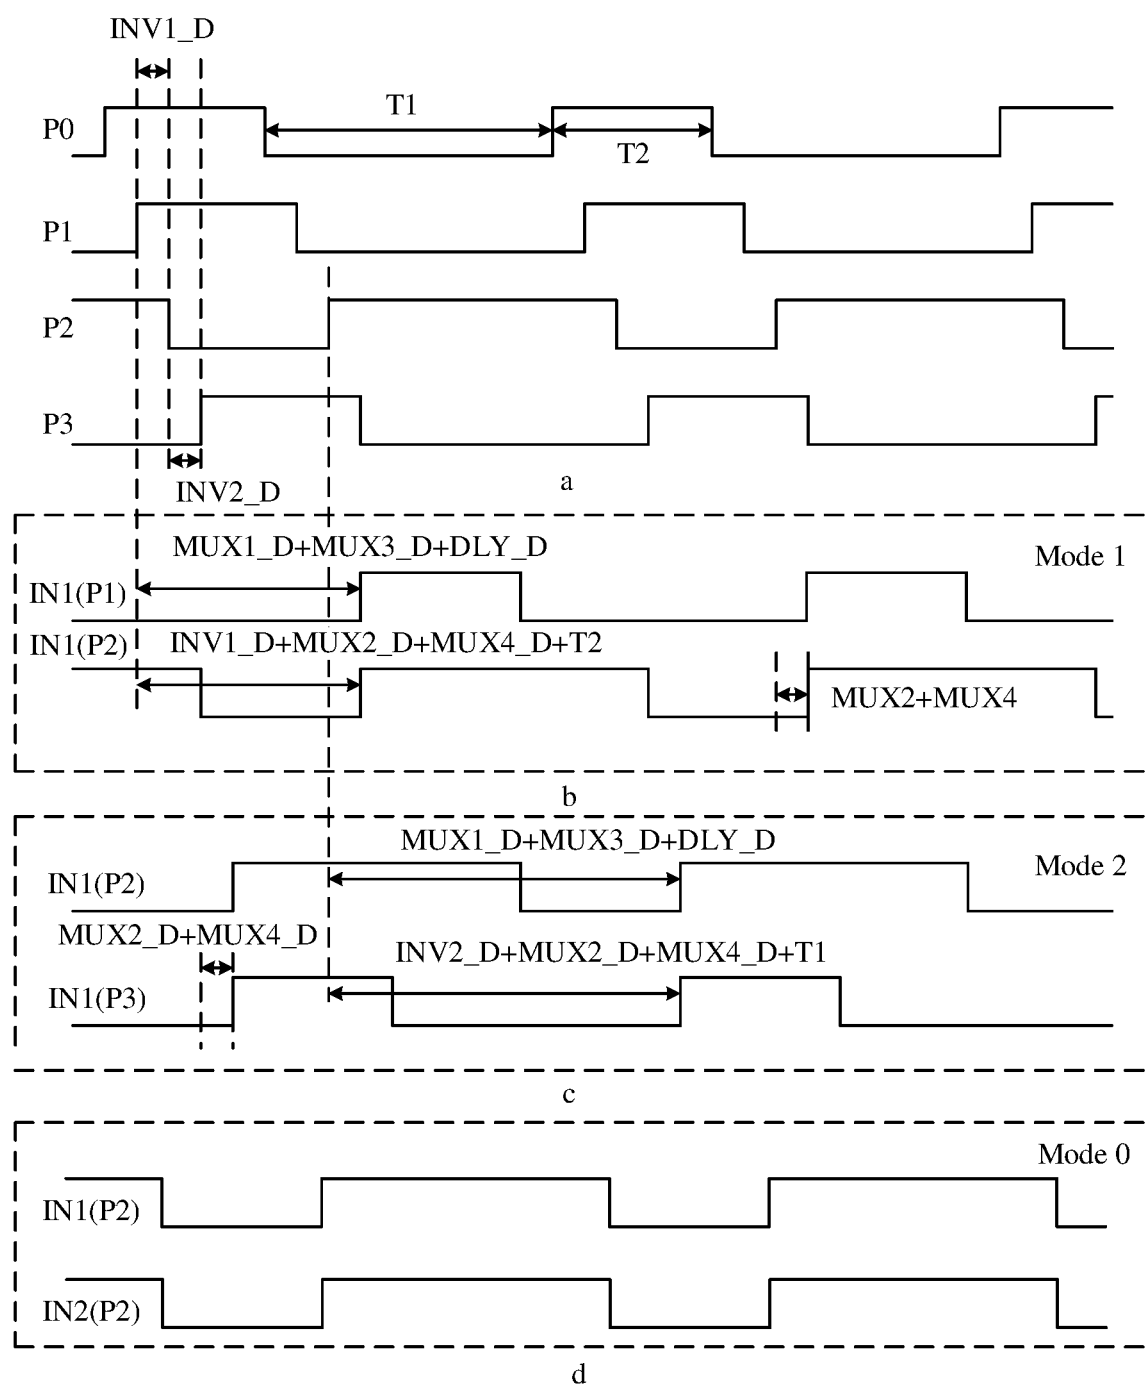 INV1_D
T1
P0
T2
P1
P2
P3
INV2_D
a
MUX1_D+MUX3_D+DLY_D
Mode 1
IN1(P1)
IN1(P2)
INV1_D+MUX2_D+MUX4_D+T2
MUX2+MUX4
b
MUX1_D+MUX3_D+DLY_D
Mode 2
IN1(P2)
MUX2_D+MUX4_D
INV2_D+MUX2_D+MUX4_D+T1
IN1(P3)
c
Mode 0
IN1(P2)
IN2(P2)
d